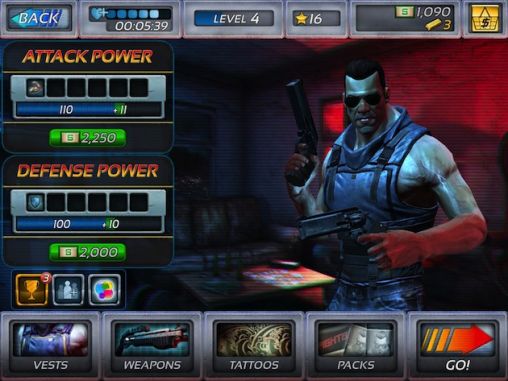 BACK
00:05:39
LEVEL 4
16
1,090
3
ATTACK POWER
110
+11
2,250
DEFENSE POWER
100
+10
2,000
3
VESTS
WEAPONS
TATTOOS
PACKS
GO!